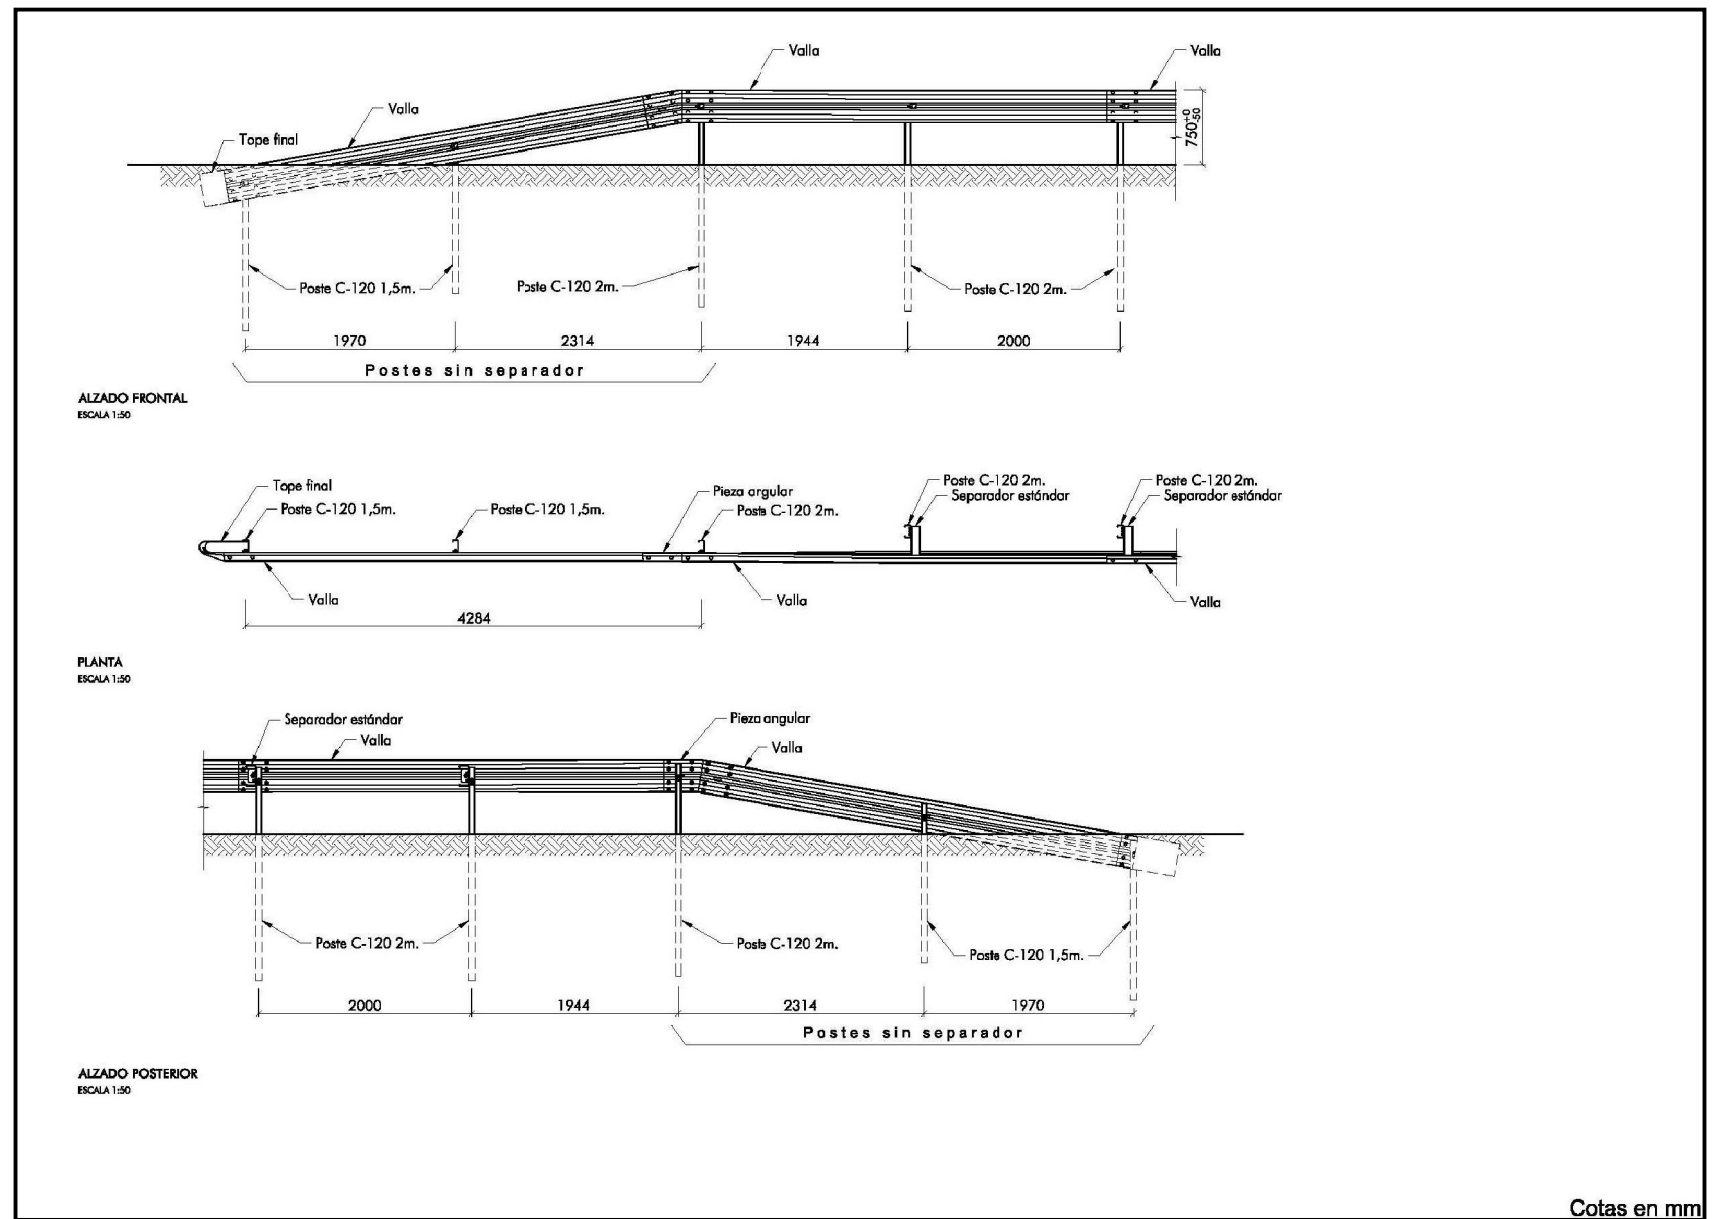 Valla
Valla
Valla
Tope final
750 +0 -50
Poste C-120 1,5m.
Poste C-120 2m.
Poste C-120 2m.
1970
2314
1944
2000
Postes sin separador
ALZADO FRONTAL
ESCALA 1:50
Tope final
Poste C-120 1,5m.
Poste C-120 1,5m.
Pieza angular
Poste C-120 2m.
Poste C-120 2m.
Separador estándar
Poste C-120 2m.
Separador estándar
Valla
Valla
Valla
4284
PLANTA
ESCALA 1:50
Separador estándar
Valla
Pieza angular
Valla
Poste C-120 2m.
Poste C-120 2m.
Poste C-120 1,5m.
2000
1944
2314
1970
Postes sin separador
ALZADO POSTERIOR
ESCALA 1:50
Cotas en mm